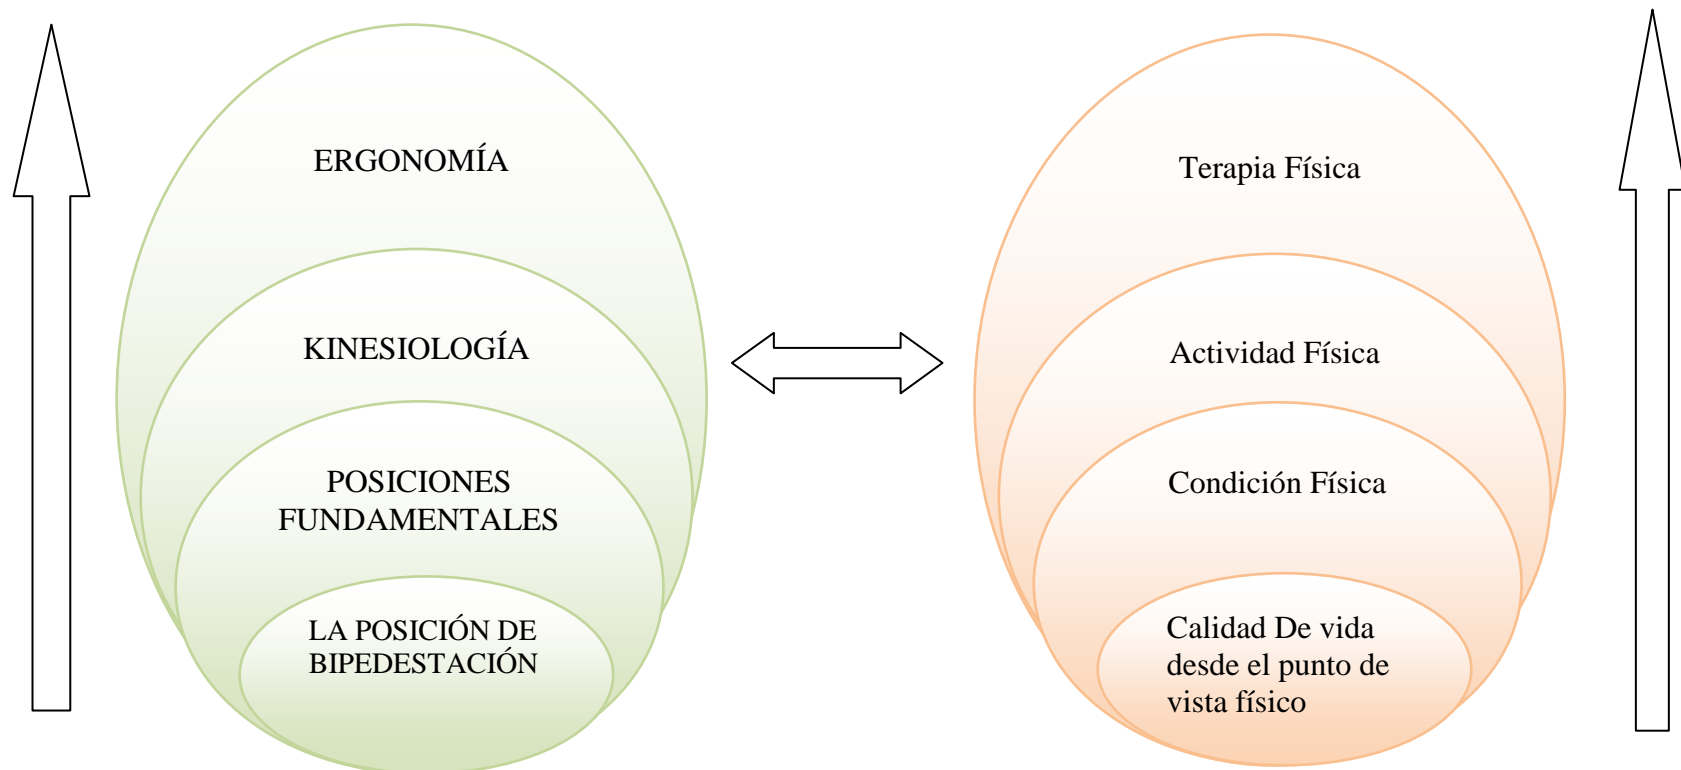 ERGONOMÍA
KINESIOLOGÍA
POSICIONES
FUNDAMENTALES
LA POSICIÓN DE
BIPEDESTACIÓN
Terapia Física
Actividad Física
Condición Física
Calidad De vida
desde el punto de
vista físico